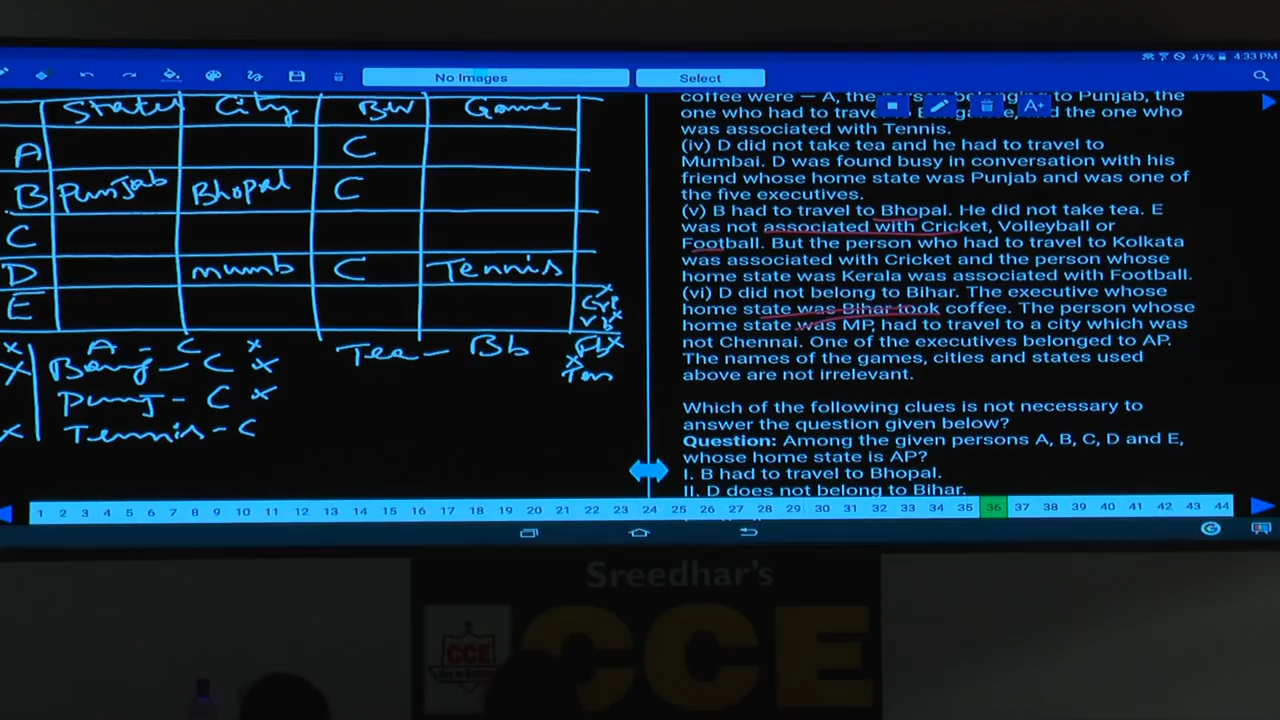 47% 4:33 PM
No Images
Select
State City BW Game
A C
B Punjab Bhopal C
C
D mumb C Tennis
E
A - C x
Bang - C x
Punj - C x
Tennis - C
Tea - Bb
coffee were — A, the person belonging to Punjab, the
one who had to travel and the one who
was associated with Tennis.
(iv) D did not take tea and he had to travel to
Mumbai. D was found busy in conversation with his
friend whose home state was Punjab and was one of
the five executives.
(v) B had to travel to Bhopal. He did not take tea. E
was not associated with Cricket, Volleyball or
Football. But the person who had to travel to Kolkata
was associated with Cricket and the person whose
home state was Kerala was associated with Football.
(vi) D did not belong to Bihar. The executive whose
home state was Bihar took coffee. The person whose
home state was MP, had to travel to a city which was
not Chennai. One of the executives belonged to AP.
The names of the games, cities and states used
above are not irrelevant.
Which of the following clues is not necessary to
answer the question given below?
Question: Among the given persons A, B, C, D and E,
whose home state is AP?
I. B had to travel to Bhopal.
II. D does not belong to Bihar.
1 2 3 4 5 6 7 8 9 10 11 12 13 14 15 16 17 18 19 20 21 22 23 24 25 26 27 28 29 30 31 32 33 34 35 36 37 38 39 40 41 42 43 44
Sreedhar's
CCE
CCE